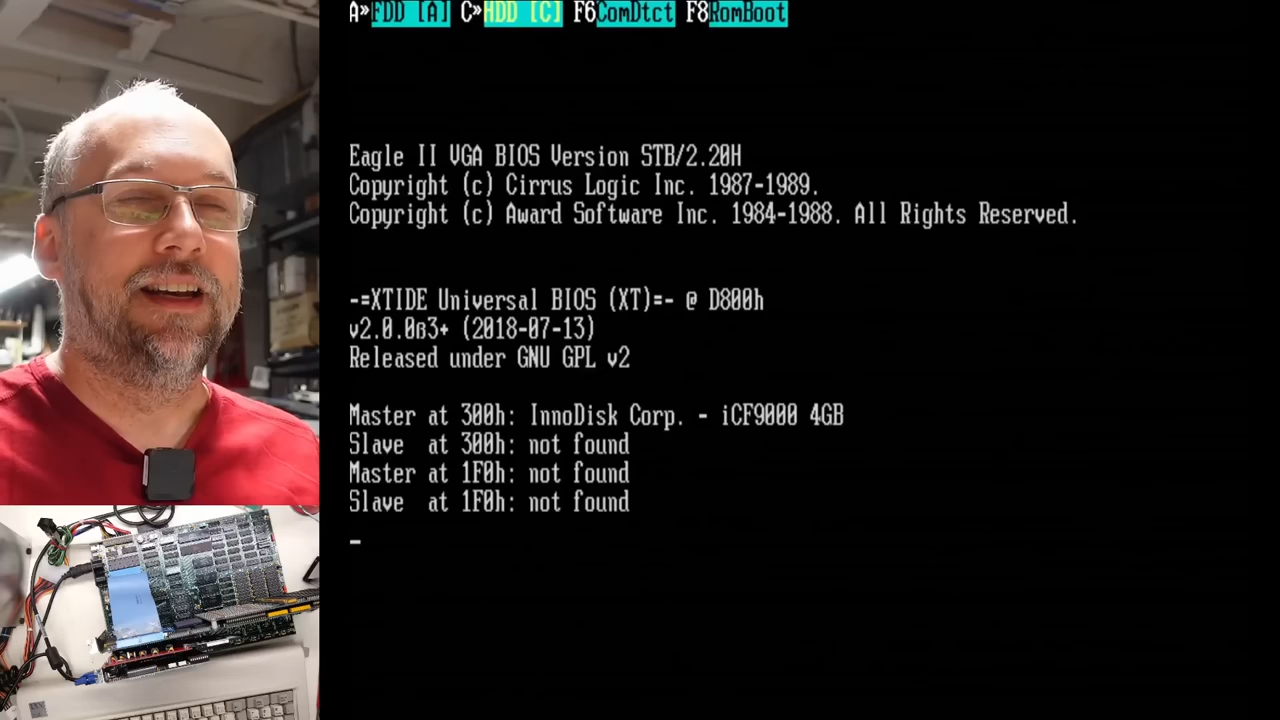 A»FDD [A] C»HDD [C] F6ComDtct F8RomBoot
Eagle II VGA BIOS Version STB/2.20H
Copyright (c) Cirrus Logic Inc. 1987-1989.
Copyright (c) Award Software Inc. 1984-1988. All Rights Reserved.
-=XTIDE Universal BIOS (XT)=- @ D800h
v2.0.0ß3+ (2018-07-13)
Released under GNU GPL v2
Master at 300h: InnoDisk Corp. - iCF9000 4GB
Slave  at 300h: not found
Master at 1F0h: not found
Slave  at 1F0h: not found